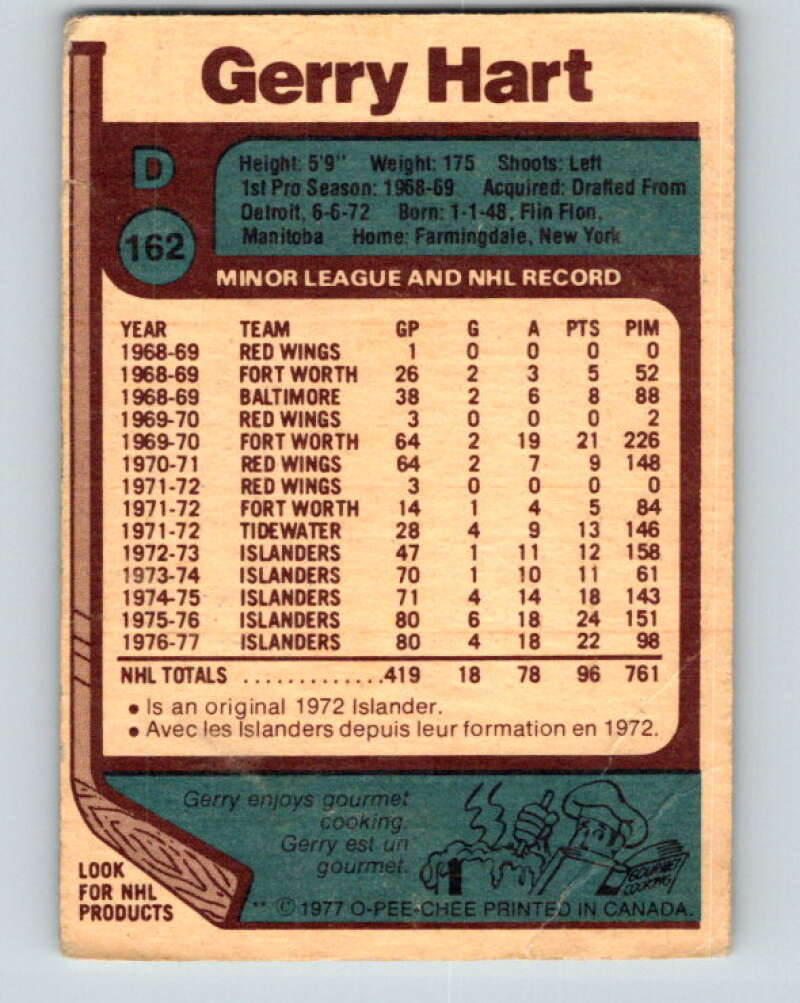 Gerry Hart
D
162
Height: 5'9" Weight: 175 Shoots: Left
1st Pro Season: 1968-69 Acquired: Drafted From
Detroit, 6-6-72 Born: 1-1-48, Flin Flon,
Manitoba Home: Farmingdale, New York
MINOR LEAGUE AND NHL RECORD
YEAR TEAM GP G A PTS PIM
1968-69 RED WINGS 1 0 0 0 0
1968-69 FORT WORTH 26 2 3 5 52
1968-69 BALTIMORE 38 2 6 8 88
1969-70 RED WINGS 3 0 0 0 2
1969-70 FORT WORTH 64 2 19 21 226
1970-71 RED WINGS 64 2 7 9 148
1971-72 RED WINGS 3 0 0 0 0
1971-72 FORT WORTH 14 1 4 5 84
1971-72 TIDEWATER 28 4 9 13 146
1972-73 ISLANDERS 47 1 11 12 158
1973-74 ISLANDERS 70 1 10 11 61
1974-75 ISLANDERS 71 4 14 18 143
1975-76 ISLANDERS 80 6 18 24 151
1976-77 ISLANDERS 80 4 18 22 98
NHL TOTALS .............419 18 78 96 761
• Is an original 1972 Islander.
• Avec les Islanders depuis leur formation en 1972.
Gerry enjoys gourmet
cooking.
Gerry est un
gourmet.
GOURMET
COOKING
LOOK
FOR NHL
PRODUCTS
** © 1977 O-PEE-CHEE PRINTED IN CANADA.